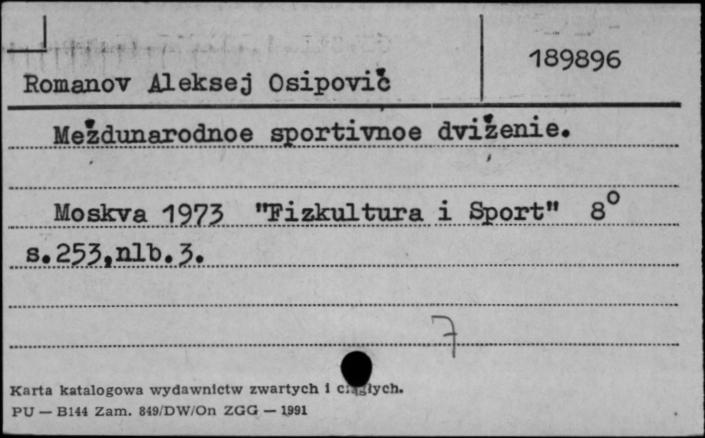 189896
Romanov Aleksej Osipovič
Meždunarodnoe sportivnoe dviženie.
Moskva 1973 "Fizkultura i Sport" 8°
s.253,nlb.3.
7
Karta katalogowa wydawnictw zwartych i ciągłych.
PU — B144 Zam. 849/DW/On ZGG — 1991